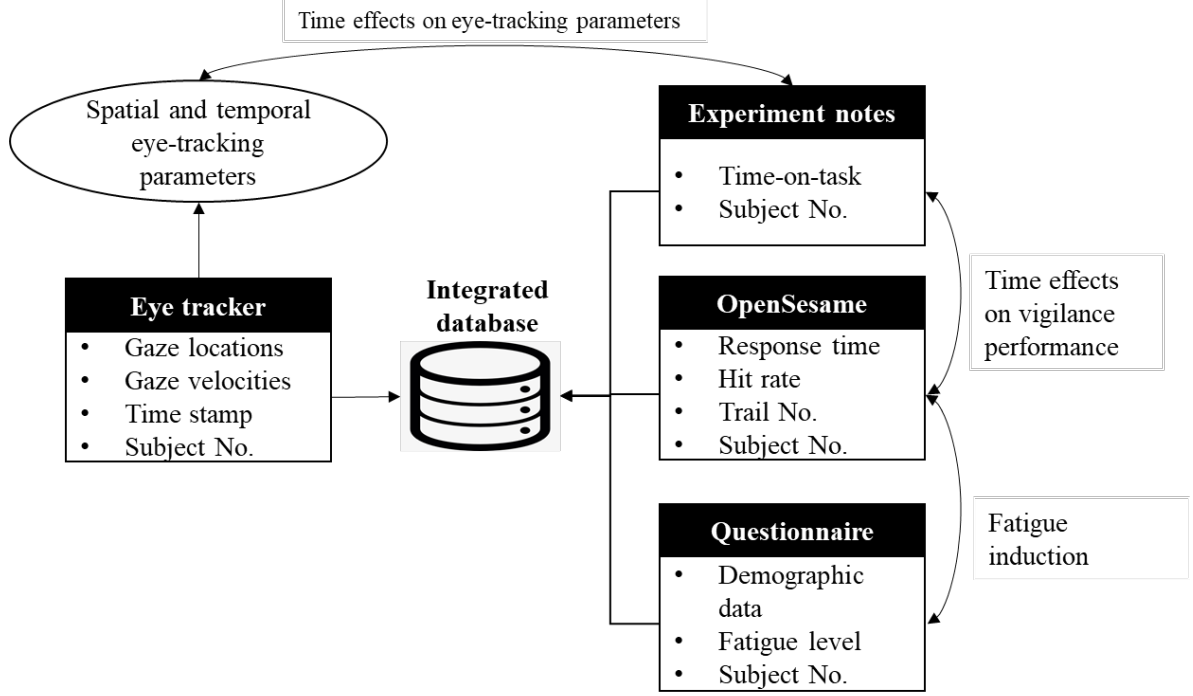 Time effects on eye-tracking parameters
Spatial and temporal
eye-tracking
parameters
Experiment notes
• Time-on-task
• Subject No.
Eye tracker
• Gaze locations
• Gaze velocities
• Time stamp
• Subject No.
Integrated
database
OpenSesame
• Response time
• Hit rate
• Trail No.
• Subject No.
Time effects
on vigilance
performance
Questionnaire
• Demographic
data
• Fatigue level
• Subject No.
Fatigue
induction